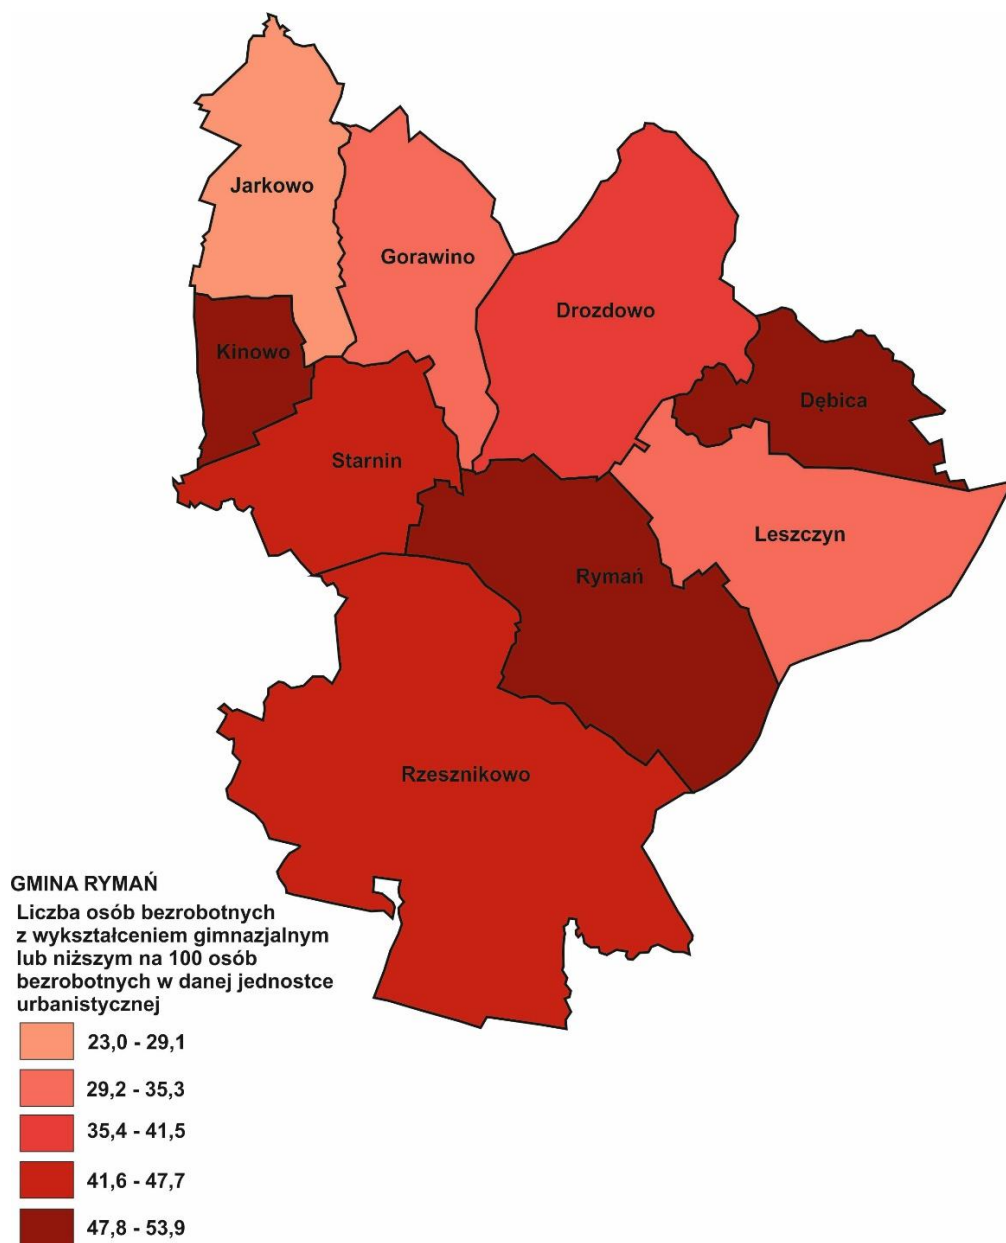 Jarkowo
Gorawino
Drozdowo
Kinowo
Dębica
Starnin
Leszczyn
Rymań
Rzesznikowo
GMINA RYMAŃ
Liczba osób bezrobotnych
z wykształceniem gimnazjalnym
lub niższym na 100 osób
bezrobotnych w danej jednostce
urbanistycznej
23,0 - 29,1
29,2 - 35,3
35,4 - 41,5
41,6 - 47,7
47,8 - 53,9